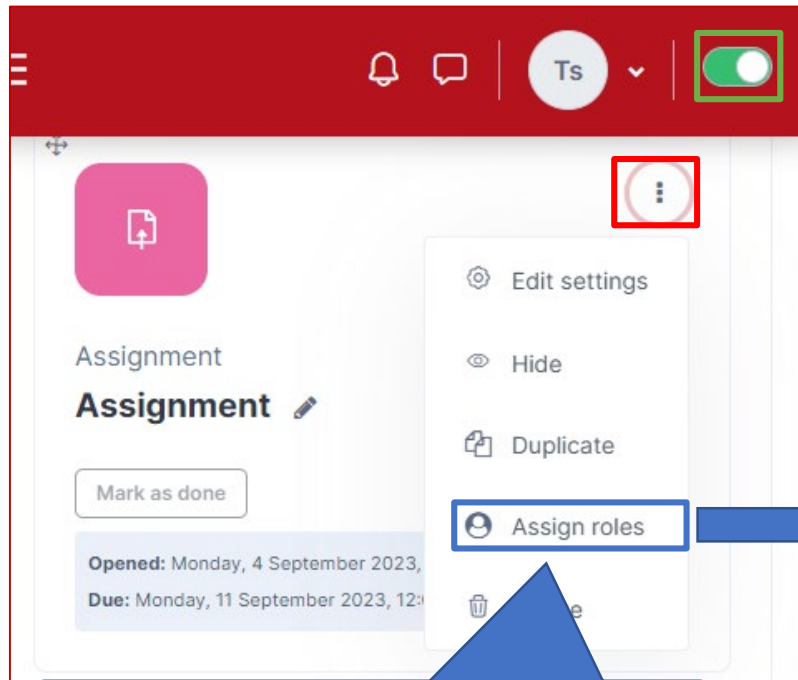 Ts
Edit settings
Assignment
Hide
Assignment
Duplicate
Mark as done
Assign roles
Opened: Monday, 4 September 2023,
Due: Monday, 11 September 2023,